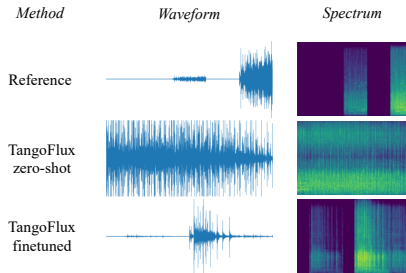 Method Waveform Spectrum
Reference
TangoFlux
zero-shot
TangoFlux
finetuned